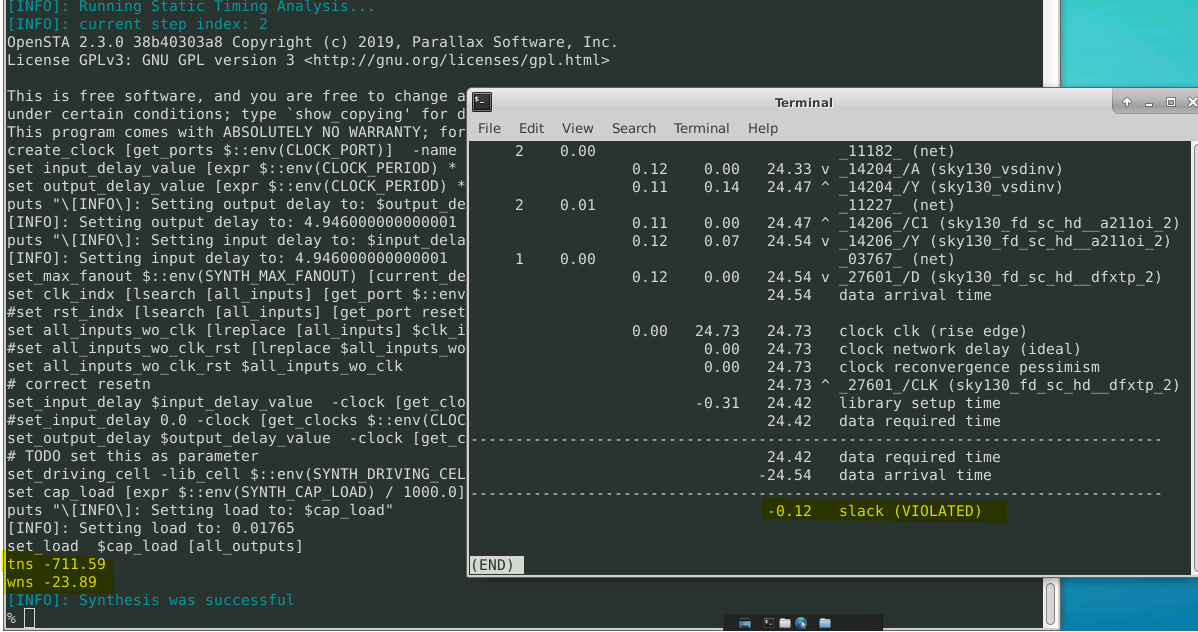 [INFO]: Running Static Timing Analysis...
[INFO]: current step index: 2
OpenSTA 2.3.0 38b40303a8 Copyright (c) 2019, Parallax Software, Inc.
License GPLv3: GNU GPL version 3 <http://gnu.org/licenses/gpl.html>
This is free software, and you are free to change a
under certain conditions; type `show_copying' for d
This program comes with ABSOLUTELY NO WARRANTY; for
create_clock [get_ports $::env(CLOCK_PORT)]  -name
set input_delay_value [expr $::env(CLOCK_PERIOD) *
set output_delay_value [expr $::env(CLOCK_PERIOD) *
puts "\[INFO\]: Setting output delay to: $output_de
[INFO]: Setting output delay to: 4.946000000000001
puts "\[INFO\]: Setting input delay to: $input_dela
[INFO]: Setting input delay to: 4.946000000000001
set_max_fanout $::env(SYNTH_MAX_FANOUT) [current_de
set clk_indx [lsearch [all_inputs] [get_port $::env
#set rst_indx [lsearch [all_inputs] [get_port reset
set all_inputs_wo_clk [lreplace [all_inputs] $clk_i
#set all_inputs_wo_clk_rst [lreplace $all_inputs_wo
set all_inputs_wo_clk_rst $all_inputs_wo_clk
# correct resetn
set_input_delay $input_delay_value  -clock [get_clo
#set_input_delay 0.0 -clock [get_clocks $::env(CLOC
set_output_delay $output_delay_value  -clock [get_c
# TODO set this as parameter
set_driving_cell -lib_cell $::env(SYNTH_DRIVING_CEL
set cap_load [expr $::env(SYNTH_CAP_LOAD) / 1000.0]
puts "\[INFO\]: Setting load to: $cap_load"
[INFO]: Setting load to: 0.01765
set_load  $cap_load [all_outputs]
tns -711.59
wns -23.89
[INFO]: Synthesis was successful
%
Terminal
File Edit View Search Terminal Help
2 0.00 _11182_ (net)
0.12 0.00 24.33 v _14204_/A (sky130_vsdinv)
0.11 0.14 24.47 ^ _14204_/Y (sky130_vsdinv)
2 0.01 _11227_ (net)
0.11 0.00 24.47 ^ _14206_/C1 (sky130_fd_sc_hd__a211oi_2)
0.12 0.07 24.54 v _14206_/Y (sky130_fd_sc_hd__a211oi_2)
1 0.00 _03767_ (net)
0.12 0.00 24.54 v _27601_/D (sky130_fd_sc_hd__dfxtp_2)
24.54 data arrival time
0.00 24.73 24.73 clock clk (rise edge)
0.00 24.73 clock network delay (ideal)
0.00 24.73 clock reconvergence pessimism
24.73 ^ _27601_/CLK (sky130_fd_sc_hd__dfxtp_2)
-0.31 24.42 library setup time
24.42 data required time
-----------------------------------------------------------------------------
24.42 data required time
-24.54 data arrival time
-----------------------------------------------------------------------------
-0.12 slack (VIOLATED)
(END)